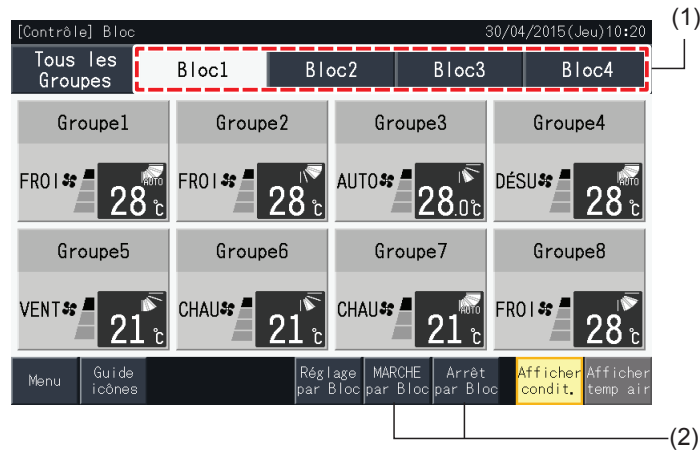 (1)
[Contrôle] Bloc 30/04/2015(Jeu)10:20
Tous les
Groupes
Bloc1 Bloc2 Bloc3 Bloc4
Groupe1 Groupe2 Groupe3 Groupe4
FROI AUTO 28 °c FROI 28 °c AUTO 28.0°c DÉSU AUTO 28 °c
Groupe5 Groupe6 Groupe7 Groupe8
VENT 21 °c CHAU 21 °c CHAU AUTO 21 °c FROI 28 °c
Menu Guide
icônes
Réglage
par Bloc
MARCHE
par Bloc
Arrêt
par Bloc
Afficher
condit.
Afficher
temp air
(2)